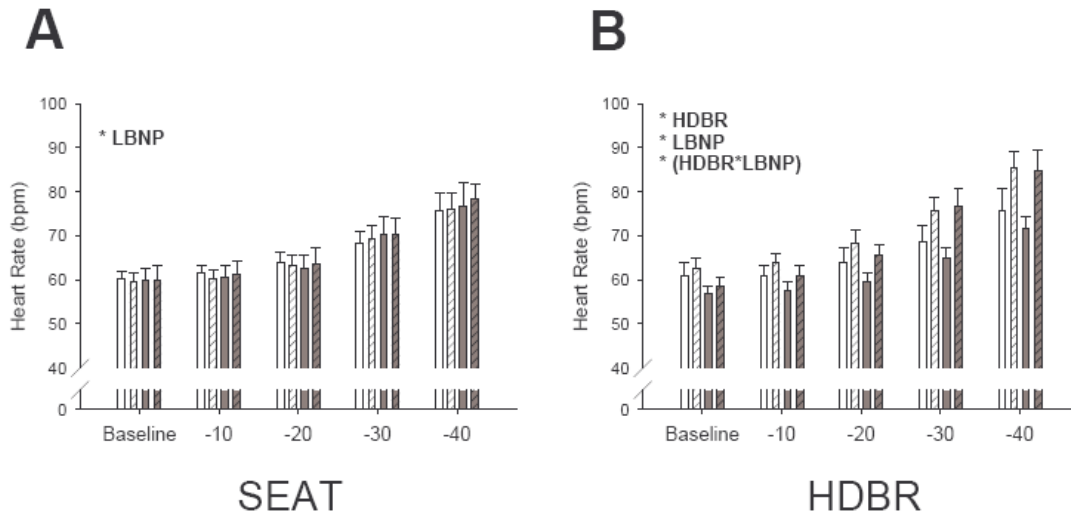 A
100
90
80
70
60
50
40
0
Heart Rate (bpm)
* LBNP
Baseline -10 -20 -30 -40
SEAT
B
100
90
80
70
60
50
40
0
Heart Rate (bpm)
* HDBR
* LBNP
* (HDBR*LBNP)
Baseline -10 -20 -30 -40
HDBR